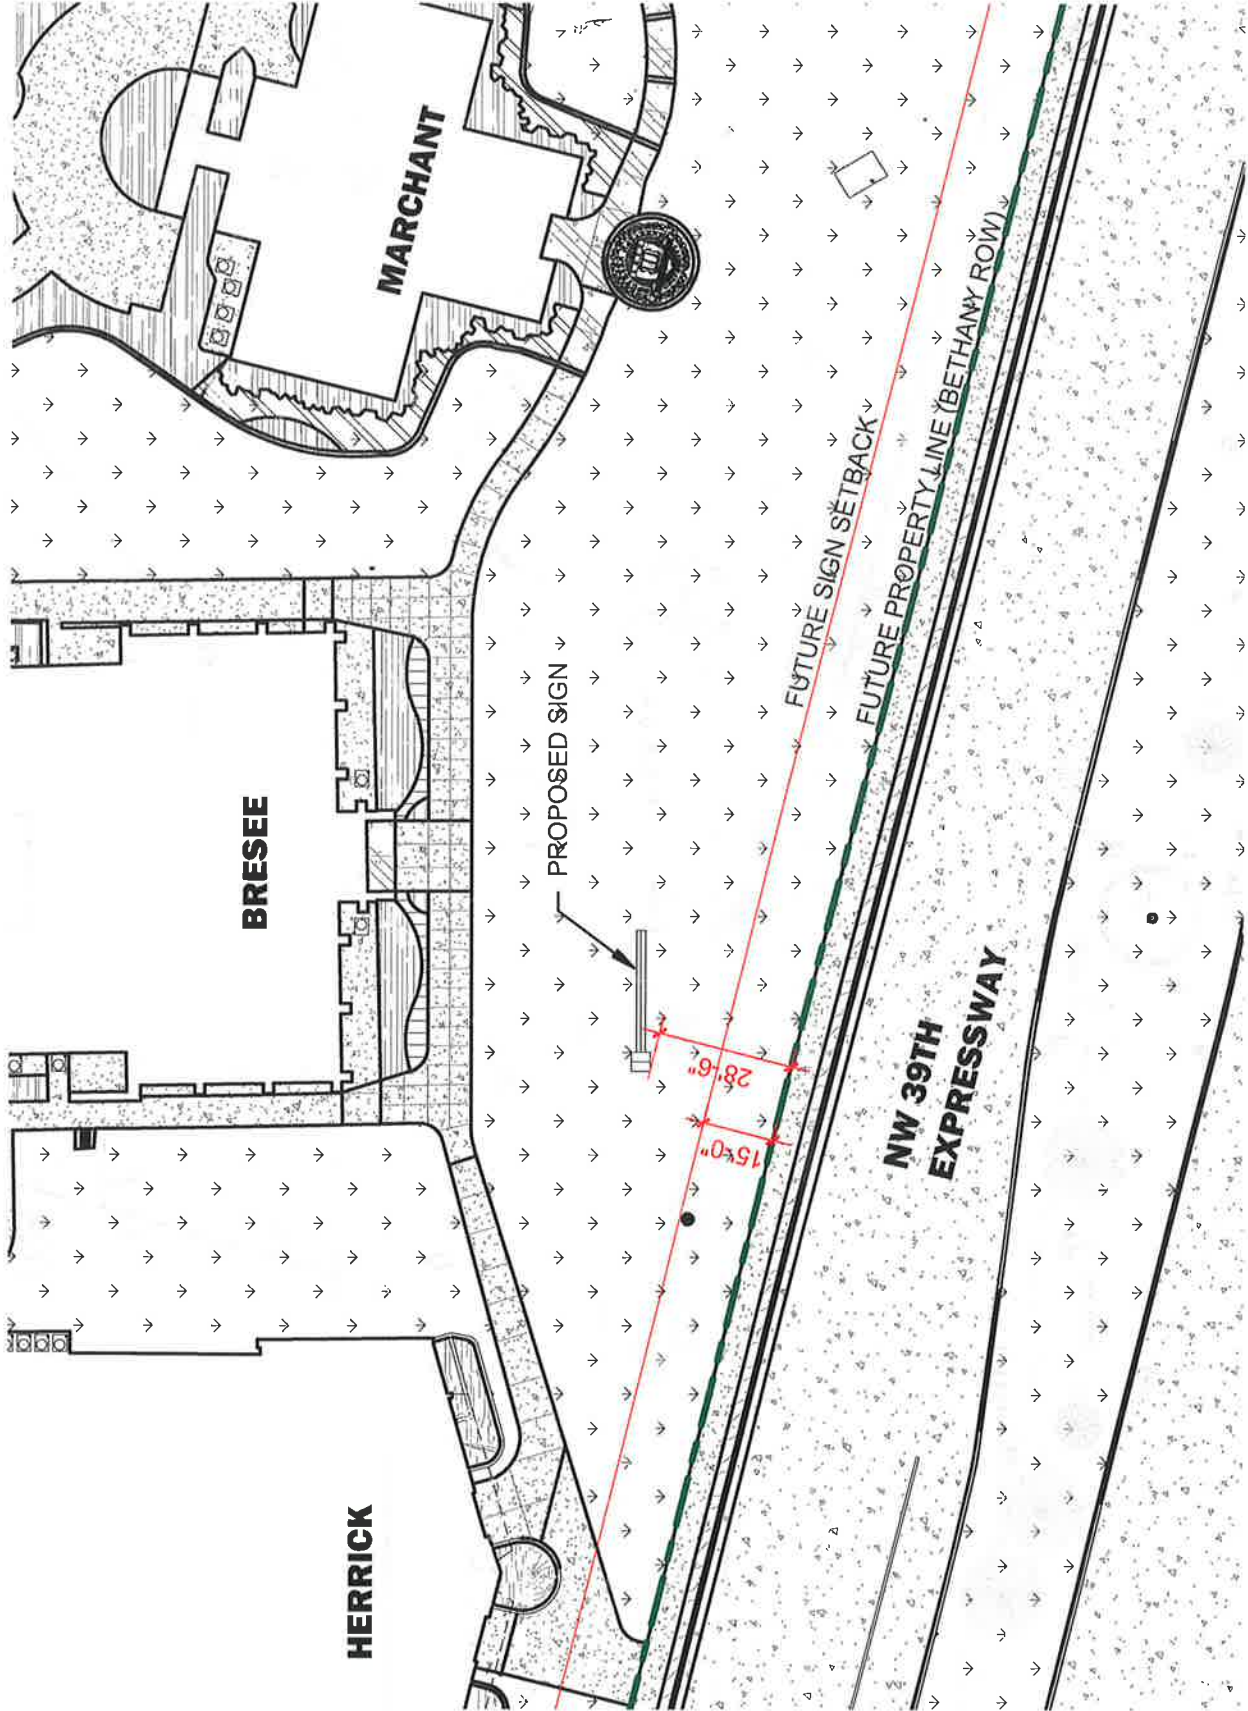 MARCHANT
BRESEE
HERRICK
PROPOSED SIGN
FUTURE SIGN SETBACK
FUTURE PROPERTY LINE (BETHANY ROW)
28'-6"
15'-0"
NW 39TH
EXPRESSWAY